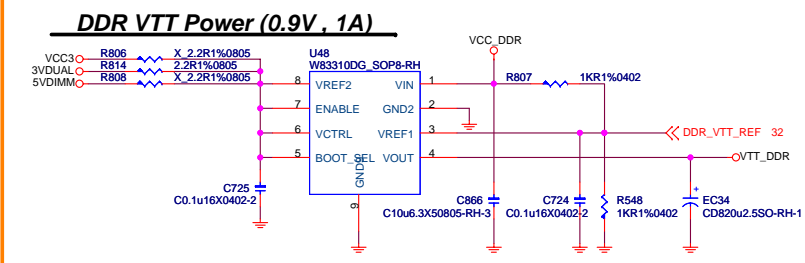 DDR VTT Power (0.9V , 1A)
VCC3 R806 X_2.2R1%0805
3VDUAL R814 2.2R1%0805
5VDIMM R808 X_2.2R1%0805
U48
W83310DG_SOP8-RH
VCC_DDR
R807 1KR1%0402
8 VREF2 VIN 1
7 ENABLE GND2 2
6 VCTRL VREF1 3
5 BOOT_SEL VOUT 4
GND9
9
DDR_VTT_REF 32
VTT_DDR
C725
C0.1u16X0402-2
C866
C10u6.3X50805-RH-3
C724
C0.1u16X0402-2
R548
1KR1%0402
+
EC34
CD820u2.5SO-RH-1